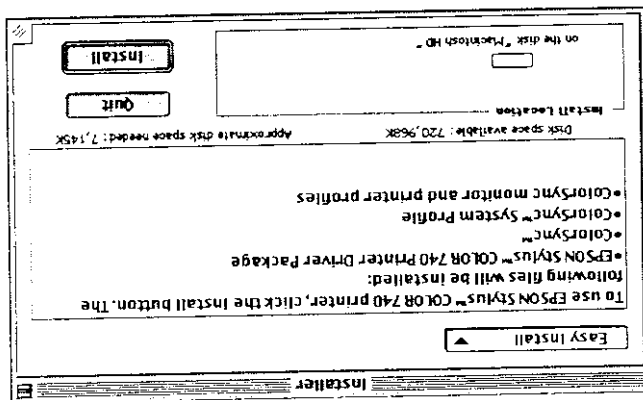 Installer
Easy Install
To use EPSON Stylus™ COLOR 740 printer, click the Install button. The
following files will be installed:
•EPSON Stylus™ COLOR 740 Printer Driver Package
•ColorSync™
•ColorSync™ System Profile
•ColorSync monitor and printer profiles
Disk space available : 720,968K Approximate disk space needed : 7,145K
Install Location
on the disk "Macintosh HD"
Quit
Install